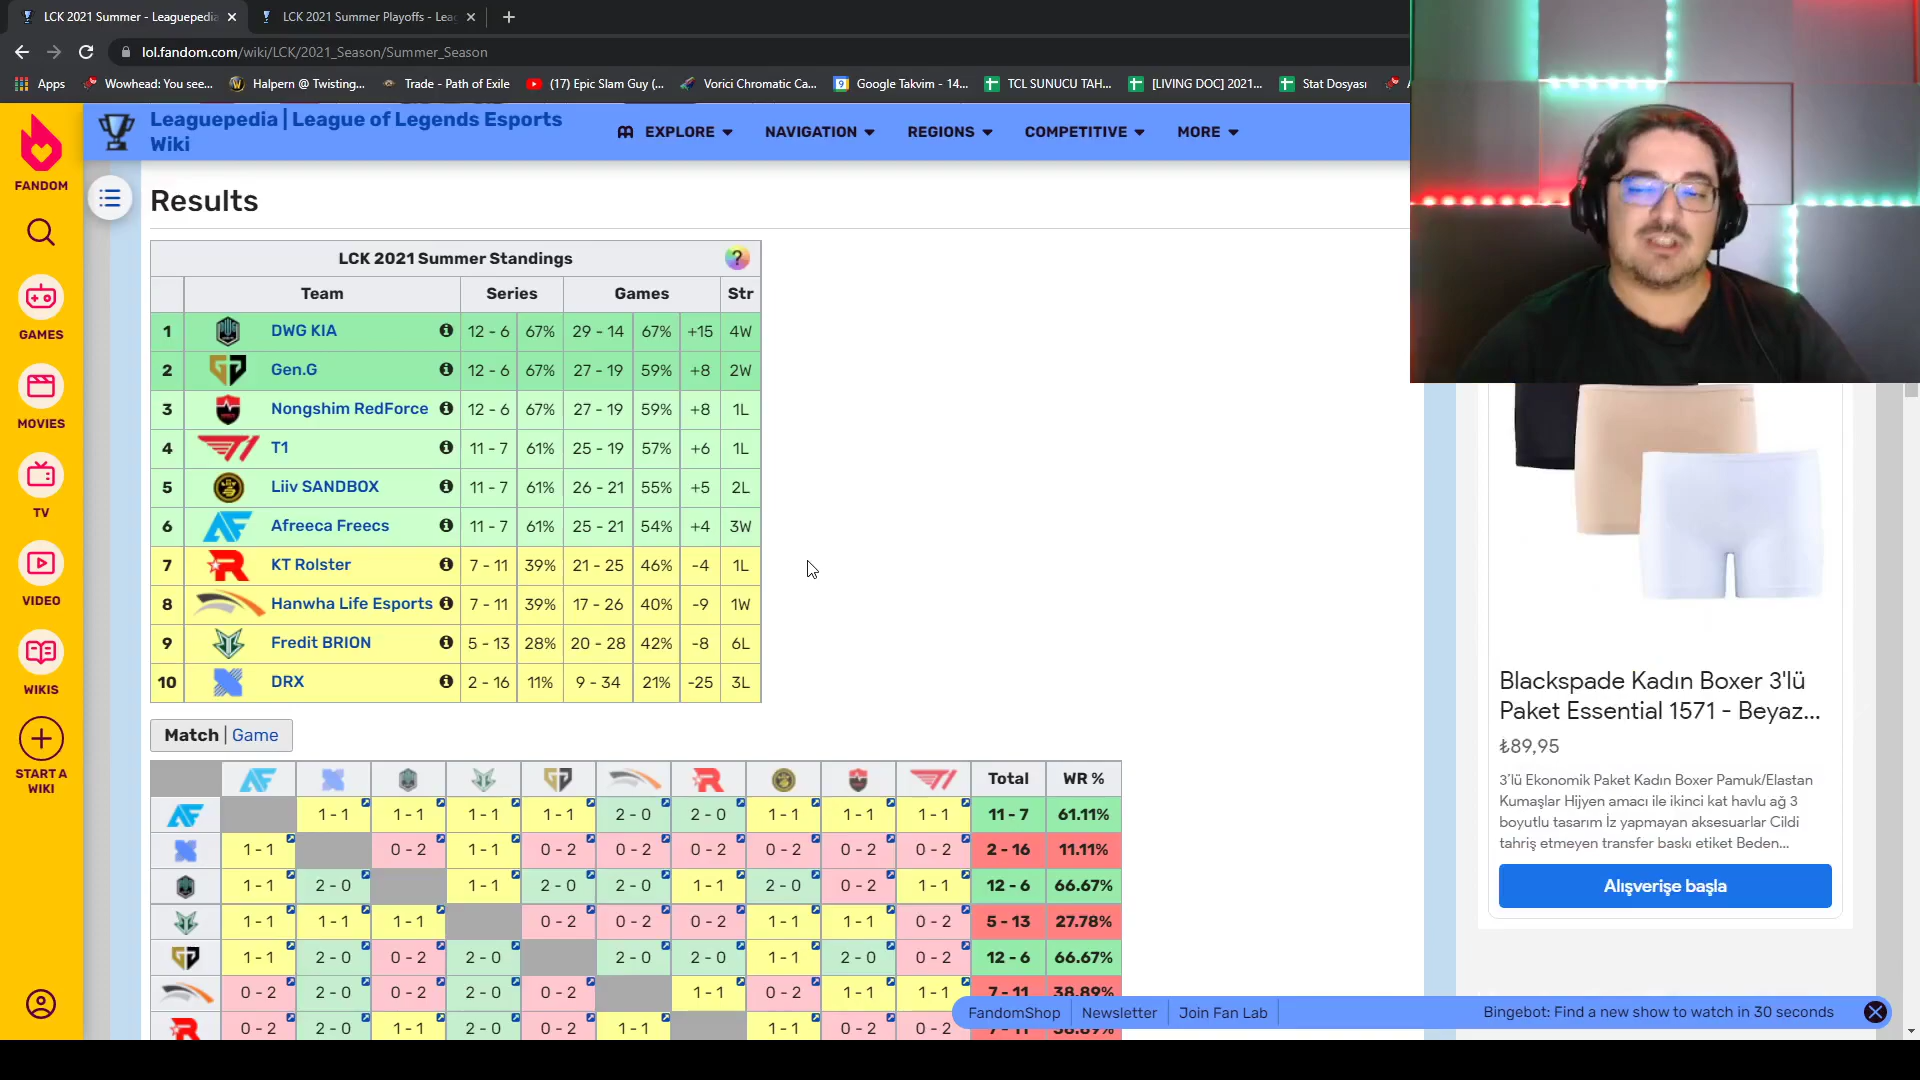 LCK 2021 Summer - Leaguepedia
LCK 2021 Summer Playoffs - Leag
lol.fandom.com/wiki/LCK/2021_Season/Summer_Season
Apps
Wowhead: You see...
Halpern @ Twisting...
Trade - Path of Exile
(17) Epic Slam Guy (...
Vorici Chromatic Ca...
Google Takvim - 14...
TCL SUNUCU TAH...
[LIVING DOC] 2021...
Stat Dosyası
FANDOM
GAMES
MOVIES
TV
VIDEO
WIKIS
START A
WIKI
Leaguepedia | League of Legends Esports
Wiki
EXPLORE NAVIGATION REGIONS COMPETITIVE MORE
Results
LCK 2021 Summer Standings ?
Team Series Games Str
1 DWG KIA 12 - 6 67% 29 - 14 67% +15 4W
2 Gen.G 12 - 6 67% 27 - 19 59% +8 2W
3 Nongshim RedForce 12 - 6 67% 27 - 19 59% +8 1L
4 T1 11 - 7 61% 25 - 19 57% +6 1L
5 Liiv SANDBOX 11 - 7 61% 26 - 21 55% +5 2L
6 Afreeca Freecs 11 - 7 61% 25 - 21 54% +4 3W
7 KT Rolster 7 - 11 39% 21 - 25 46% -4 1L
8 Hanwha Life Esports 7 - 11 39% 17 - 26 40% -9 1W
9 Fredit BRION 5 - 13 28% 20 - 28 42% -8 6L
10 DRX 2 - 16 11% 9 - 34 21% -25 3L
Match | Game
Total WR %
1 - 1 1 - 1 1 - 1 1 - 1 2 - 0 2 - 0 1 - 1 1 - 1 1 - 1 11 - 7 61.11%
1 - 1 0 - 2 1 - 1 0 - 2 0 - 2 0 - 2 0 - 2 0 - 2 0 - 2 2 - 16 11.11%
1 - 1 2 - 0 1 - 1 2 - 0 2 - 0 1 - 1 2 - 0 0 - 2 1 - 1 12 - 6 66.67%
1 - 1 1 - 1 1 - 1 0 - 2 0 - 2 0 - 2 1 - 1 1 - 1 0 - 2 5 - 13 27.78%
1 - 1 2 - 0 0 - 2 2 - 0 2 - 0 2 - 0 1 - 1 2 - 0 0 - 2 12 - 6 66.67%
0 - 2 2 - 0 0 - 2 2 - 0 0 - 2 1 - 1 0 - 2 1 - 1 1 - 1 7 - 11 38.89%
0 - 2 2 - 0 1 - 1 2 - 0 0 - 2 1 - 1 1 - 1 0 - 2 0 - 2 7 - 11 38.89%
Blackspade Kadın Boxer 3'lü
Paket Essential 1571 - Beyaz...
₺89,95
3'lü Ekonomik Paket Kadın Boxer Pamuk/Elastan
Kumaşlar Hijyen amacı ile ikinci kat havlu ağ 3
boyutlu tasarım İz yapmayan aksesuarlar Cildi
tahriş etmeyen transfer baskı etiket Beden...
Alışverişe başla
FandomShop Newsletter Join Fan Lab
Bingebot: Find a new show to watch in 30 seconds